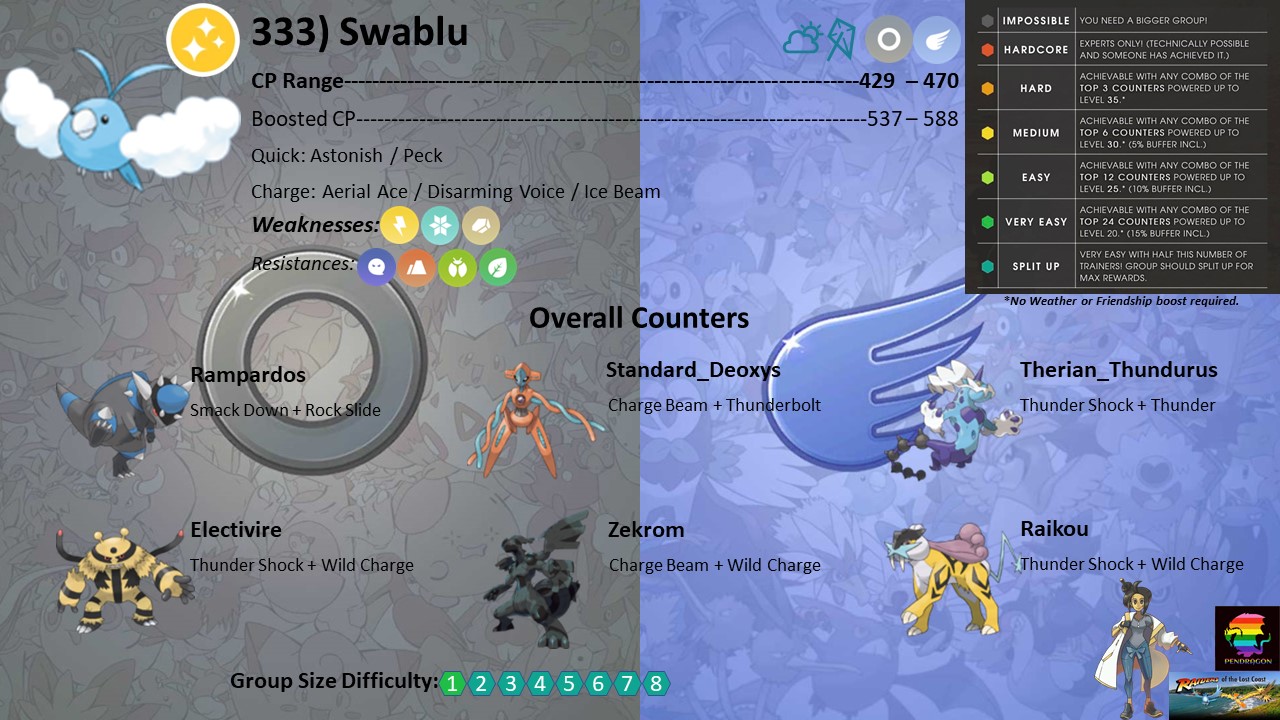 333) Swablu
CP Range----------------------------------------------------------------------------429 – 470
Boosted CP-------------------------------------------------------------------------537 – 588
Quick: Astonish / Peck
Charge: Aerial Ace / Disarming Voice / Ice Beam
Weaknesses:
Resistances:
IMPOSSIBLE YOU NEED A BIGGER GROUP!
HARDCORE EXPERTS ONLY! (TECHNICALLY POSSIBLE
AND SOMEONE HAS ACHIEVED IT.)
HARD ACHIEVABLE WITH ANY COMBO OF THE
TOP 3 COUNTERS POWERED UP TO
LEVEL 35.*
MEDIUM ACHIEVABLE WITH ANY COMBO OF THE
TOP 6 COUNTERS POWERED UP TO
LEVEL 30.* (5% BUFFER INCL.)
EASY ACHIEVABLE WITH ANY COMBO OF THE
TOP 12 COUNTERS POWERED UP TO
LEVEL 25.* (10% BUFFER INCL.)
VERY EASY ACHIEVABLE WITH ANY COMBO OF THE
TOP 24 COUNTERS POWERED UP TO
LEVEL 20.* (15% BUFFER INCL.)
SPLIT UP VERY EASY WITH HALF THIS NUMBER OF
TRAINERS! GROUP SHOULD SPLIT UP FOR
MAX REWARDS.
*No Weather or Friendship boost required.
Overall Counters
Rampardos
Smack Down + Rock Slide
Standard_Deoxys
Charge Beam + Thunderbolt
Therian_Thundurus
Thunder Shock + Thunder
Electivire
Thunder Shock + Wild Charge
Zekrom
Charge Beam + Wild Charge
Raikou
Thunder Shock + Wild Charge
Group Size Difficulty: 1 2 3 4 5 6 7 8
PENDRAGON
RAIDERS of the Lost Coast